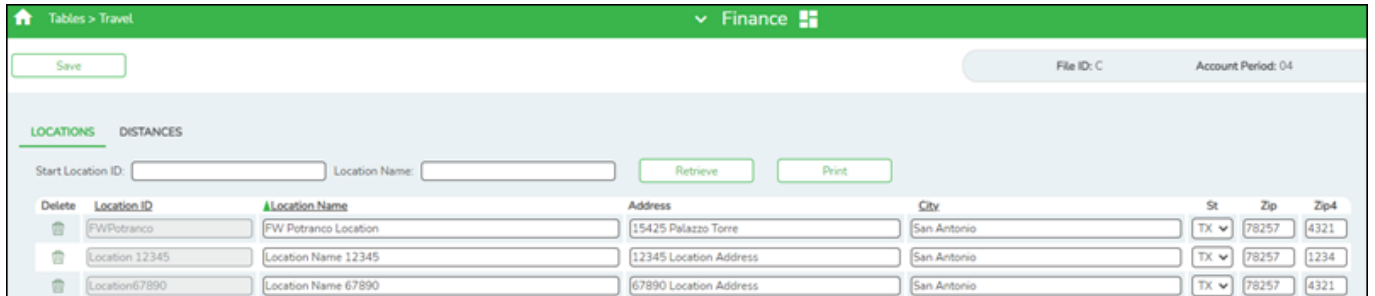 Tables > Travel Finance
Save File ID: C Account Period: 04
LOCATIONS DISTANCES
Start Location ID: Location Name: Retrieve Print
Delete Location ID Location Name Address City St Zip Zip4
FWPotranco FW Potranco Location 15425 Palazzo Torre San Antonio TX 78257 4321
Location 12345 Location Name 12345 12345 Location Address San Antonio TX 78257 1234
Location67890 Location Name 67890 67890 Location Address San Antonio TX 78257 4321